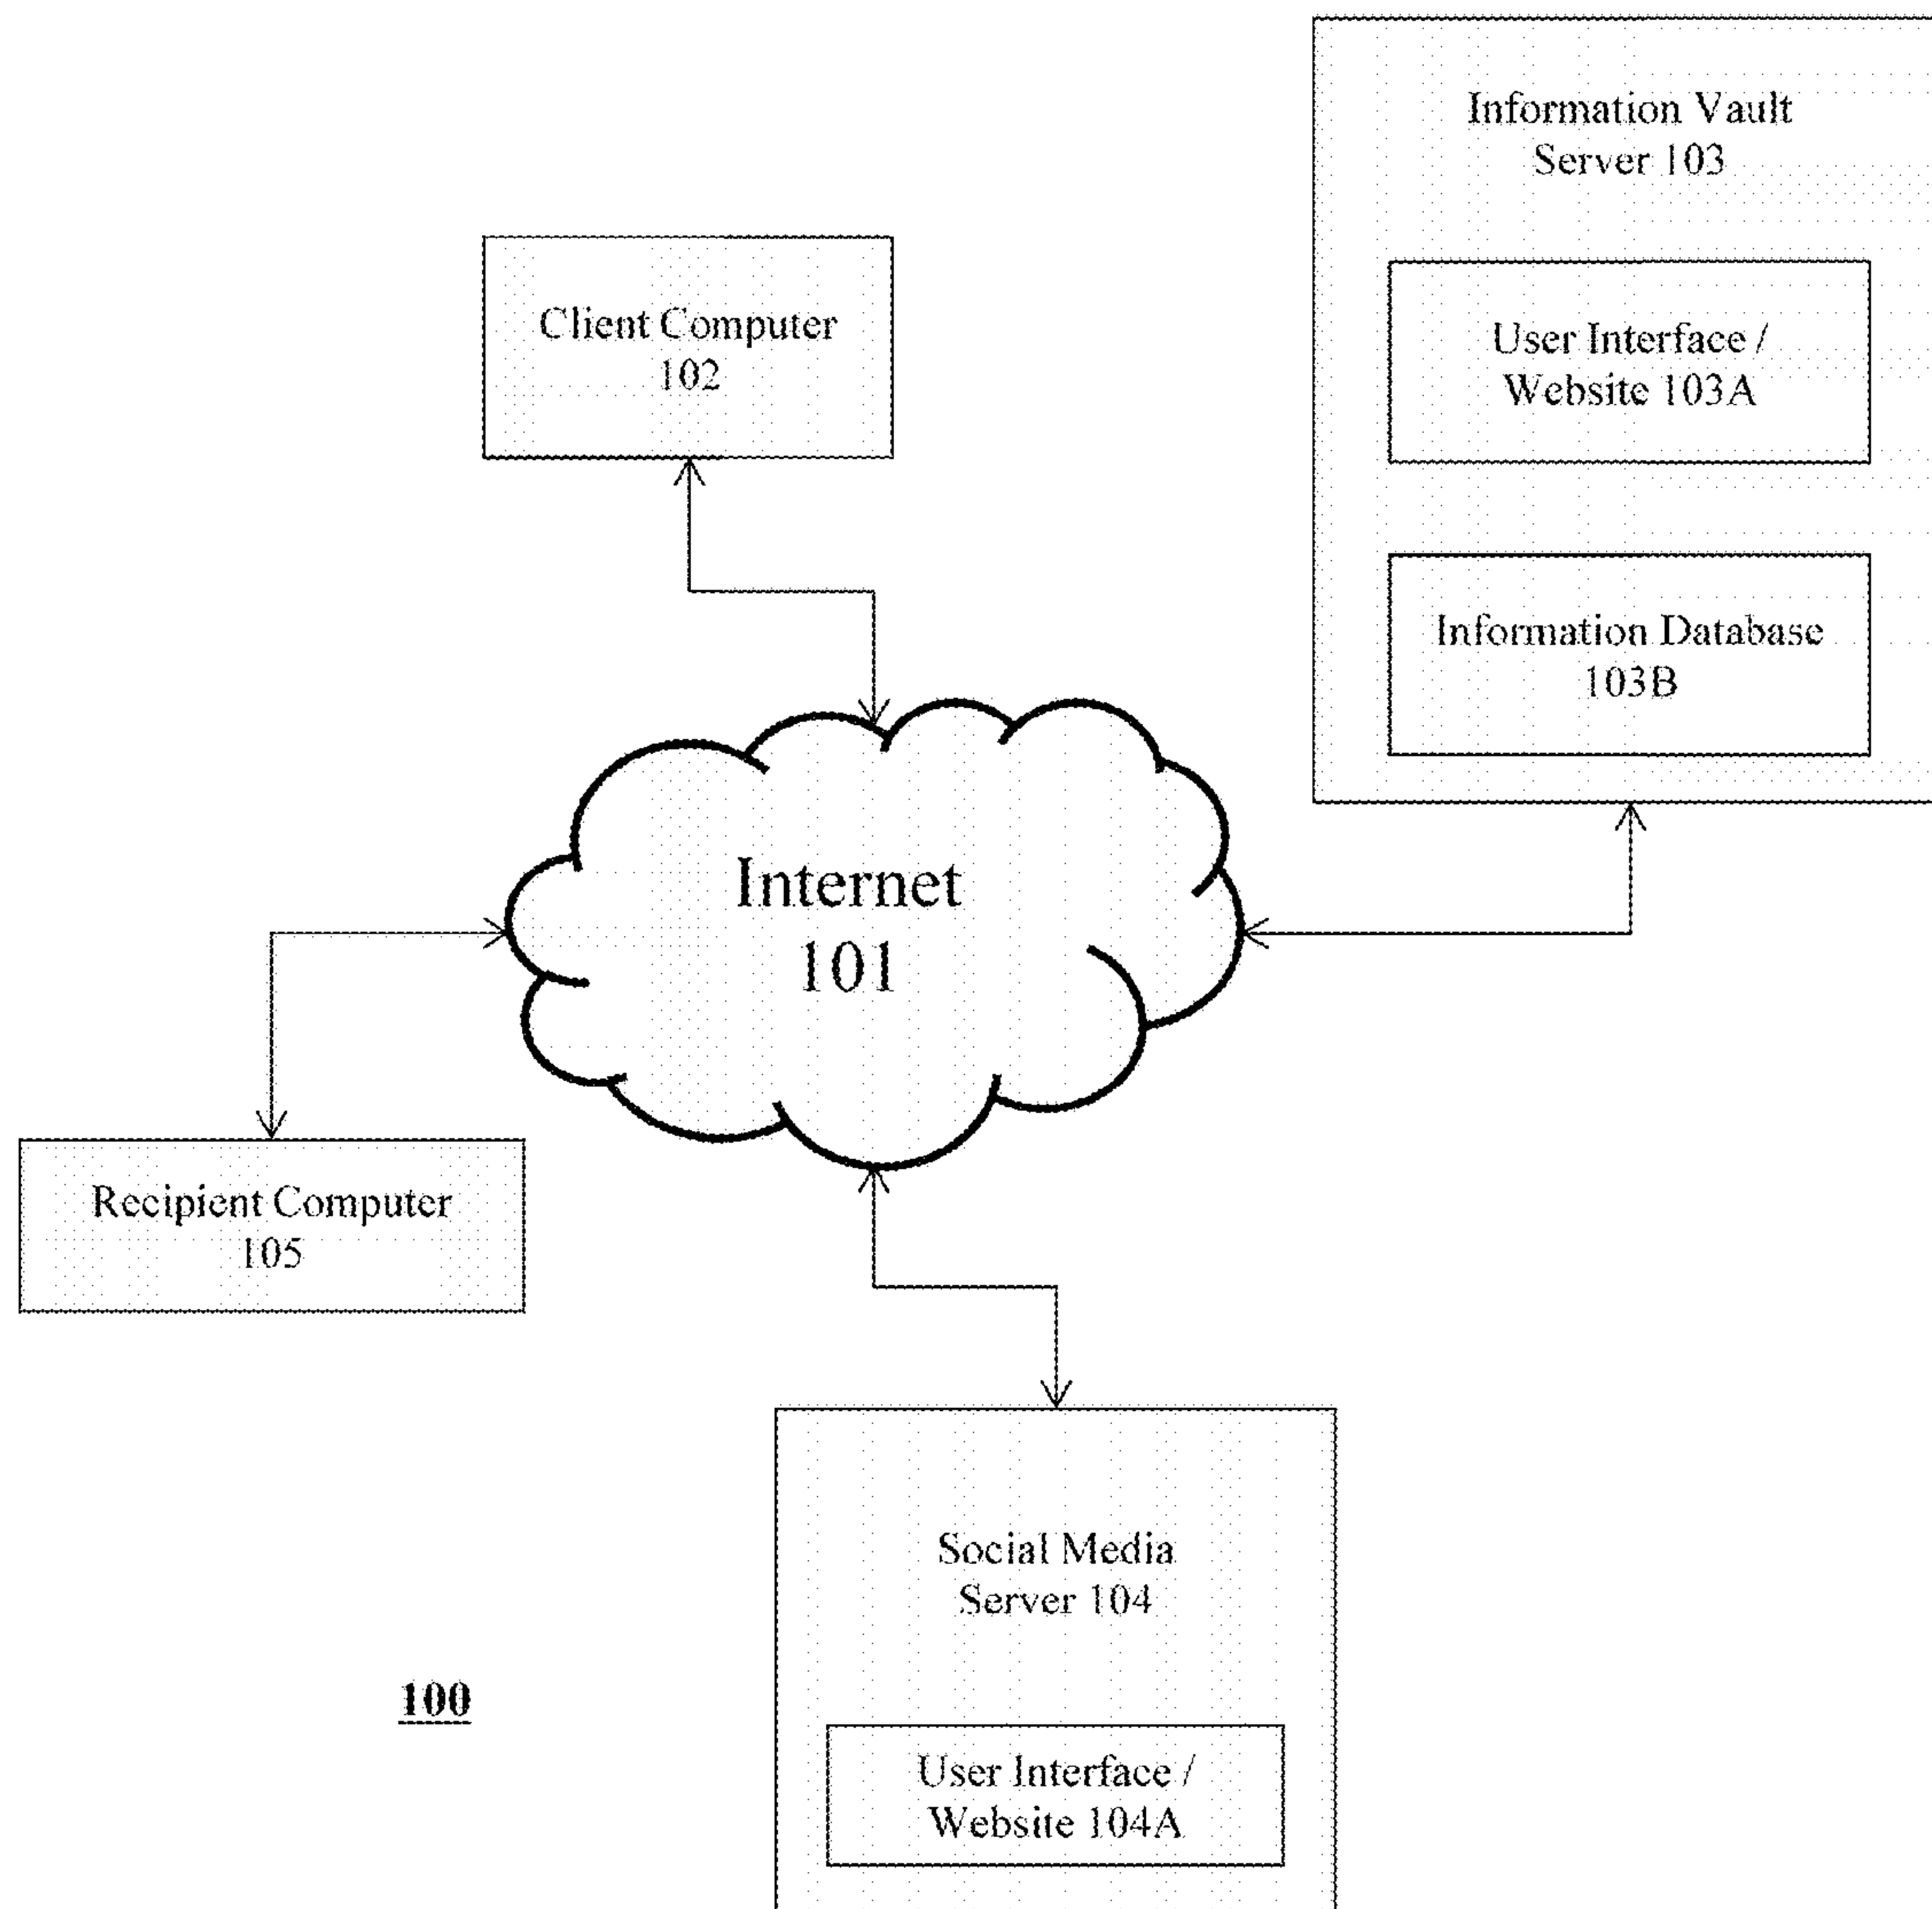 Information Vault
Server 103
Client Computer
102
User Interface /
Website 103A
Information Database
103B
Internet
101
Recipient Computer
105
Social Media
Server 104
100
User Interface /
Website 104A